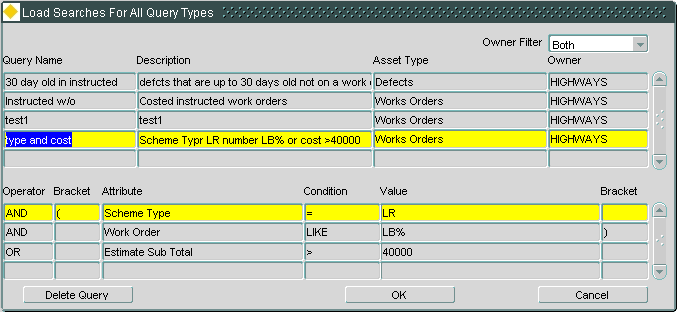 Load Searches For All Query Types
Owner Filter Both
Query Name Description Asset Type Owner
30 day old in instructed defcts that are up to 30 days old not on a work Defects HIGHWAYS
Instructed w/o Costed instructed work orders Works Orders HIGHWAYS
test1 test1 Works Orders HIGHWAYS
type and cost Scheme Typr LR number LB% or cost >40000 Works Orders HIGHWAYS
Operator Bracket Attribute Condition Value Bracket
AND ( Scheme Type = LR
AND Work Order LIKE LB% )
OR Estimate Sub Total > 40000
Delete Query OK Cancel